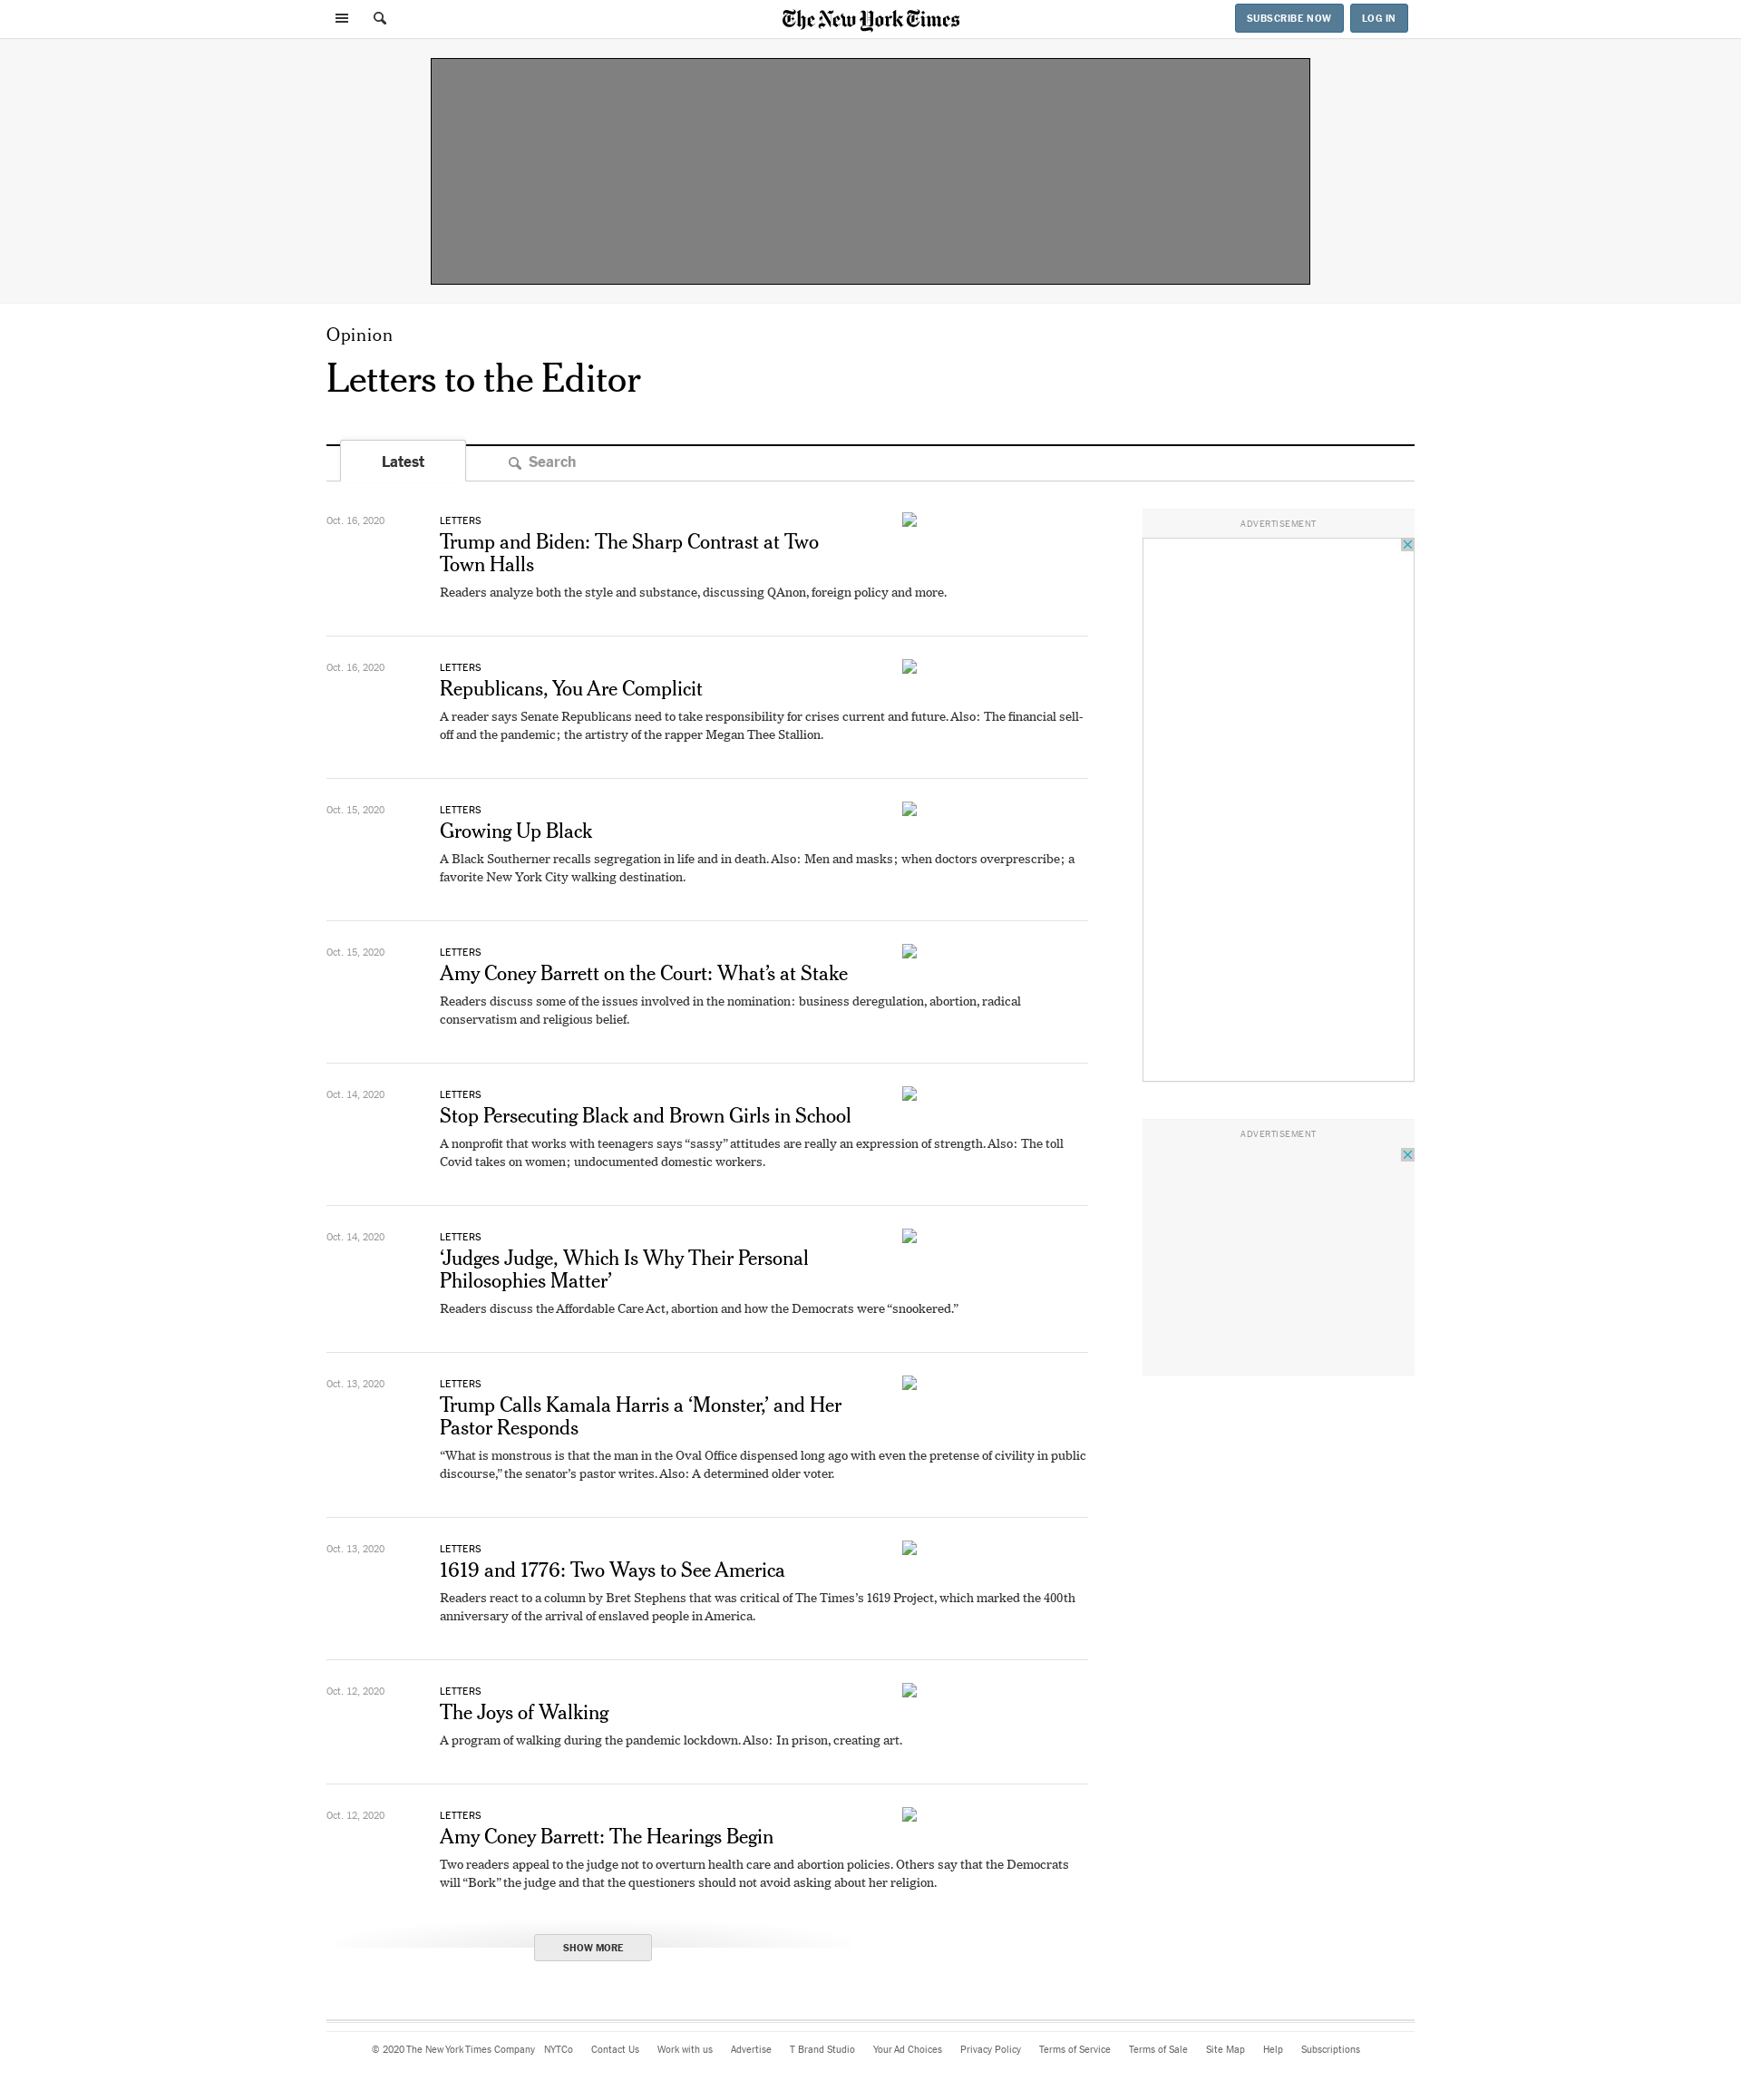 The New York Times
SUBSCRIBE NOW
LOG IN
Opinion
Letters to the Editor
Latest
Search
Oct. 16, 2020
LETTERS
Trump and Biden: The Sharp Contrast at Two
Town Halls
Readers analyze both the style and substance, discussing QAnon, foreign policy and more.
Oct. 16, 2020
LETTERS
Republicans, You Are Complicit
A reader says Senate Republicans need to take responsibility for crises current and future. Also: The financial sell-
off and the pandemic; the artistry of the rapper Megan Thee Stallion.
Oct. 15, 2020
LETTERS
Growing Up Black
A Black Southerner recalls segregation in life and in death. Also: Men and masks; when doctors overprescribe; a
favorite New York City walking destination.
Oct. 15, 2020
LETTERS
Amy Coney Barrett on the Court: What’s at Stake
Readers discuss some of the issues involved in the nomination: business deregulation, abortion, radical
conservatism and religious belief.
Oct. 14, 2020
LETTERS
Stop Persecuting Black and Brown Girls in School
A nonprofit that works with teenagers says “sassy” attitudes are really an expression of strength. Also: The toll
Covid takes on women; undocumented domestic workers.
Oct. 14, 2020
LETTERS
‘Judges Judge, Which Is Why Their Personal
Philosophies Matter’
Readers discuss the Affordable Care Act, abortion and how the Democrats were “snookered.”
Oct. 13, 2020
LETTERS
Trump Calls Kamala Harris a ‘Monster,’ and Her
Pastor Responds
“What is monstrous is that the man in the Oval Office dispensed long ago with even the pretense of civility in public
discourse,” the senator’s pastor writes. Also: A determined older voter.
Oct. 13, 2020
LETTERS
1619 and 1776: Two Ways to See America
Readers react to a column by Bret Stephens that was critical of The Times’s 1619 Project, which marked the 400th
anniversary of the arrival of enslaved people in America.
Oct. 12, 2020
LETTERS
The Joys of Walking
A program of walking during the pandemic lockdown. Also: In prison, creating art.
Oct. 12, 2020
LETTERS
Amy Coney Barrett: The Hearings Begin
Two readers appeal to the judge not to overturn health care and abortion policies. Others say that the Democrats
will “Bork” the judge and that the questioners should not avoid asking about her religion.
SHOW MORE
ADVERTISEMENT
ADVERTISEMENT
© 2020 The New York Times Company NYTCo Contact Us Work with us Advertise T Brand Studio Your Ad Choices Privacy Policy Terms of Service Terms of Sale Site Map Help Subscriptions